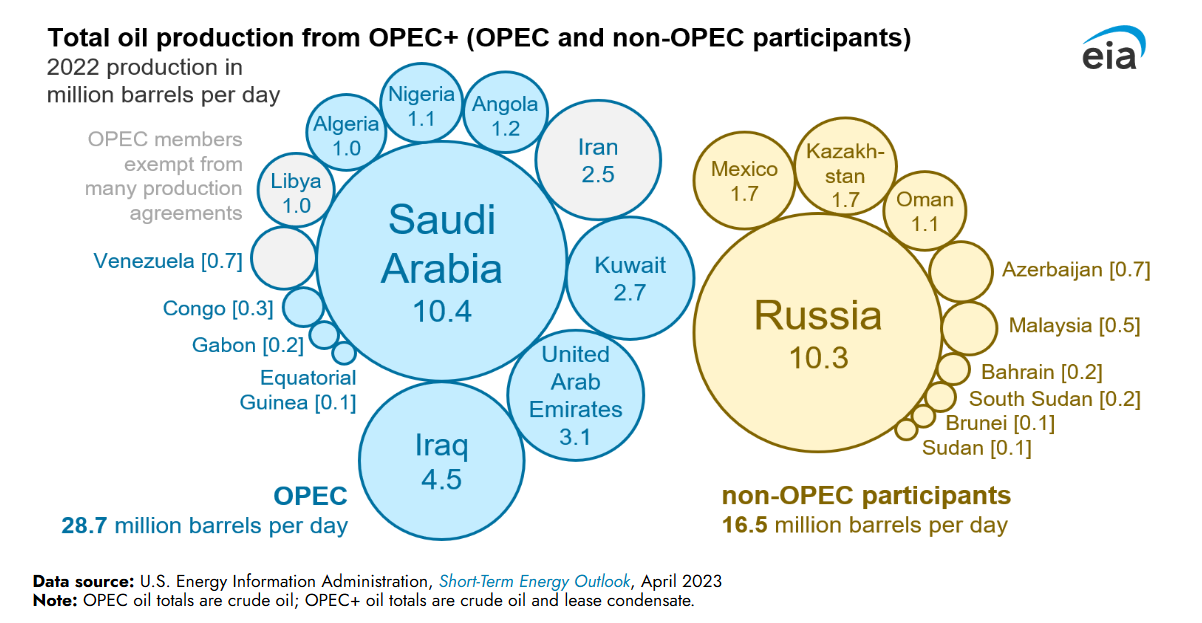 Total oil production from OPEC+ (OPEC and non-OPEC participants)
2022 production in
million barrels per day
eia
OPEC members
exempt from
many production
agreements
Nigeria
1.1
Angola
1.2
Algeria
1.0
Iran
2.5
Libya
1.0
Saudi
Arabia
10.4
Venezuela [0.7]
Kuwait
2.7
Congo [0.3]
Gabon [0.2]
Equatorial
Guinea [0.1]
United
Arab
Emirates
3.1
Iraq
4.5
OPEC
28.7 million barrels per day
Mexico
1.7
Kazakh-
stan
1.7
Oman
1.1
Azerbaijan [0.7]
Russia
10.3
Malaysia [0.5]
Bahrain [0.2]
South Sudan [0.2]
Brunei [0.1]
Sudan [0.1]
non-OPEC participants
16.5 million barrels per day
Data source: U.S. Energy Information Administration, Short-Term Energy Outlook, April 2023
Note: OPEC oil totals are crude oil; OPEC+ oil totals are crude oil and lease condensate.